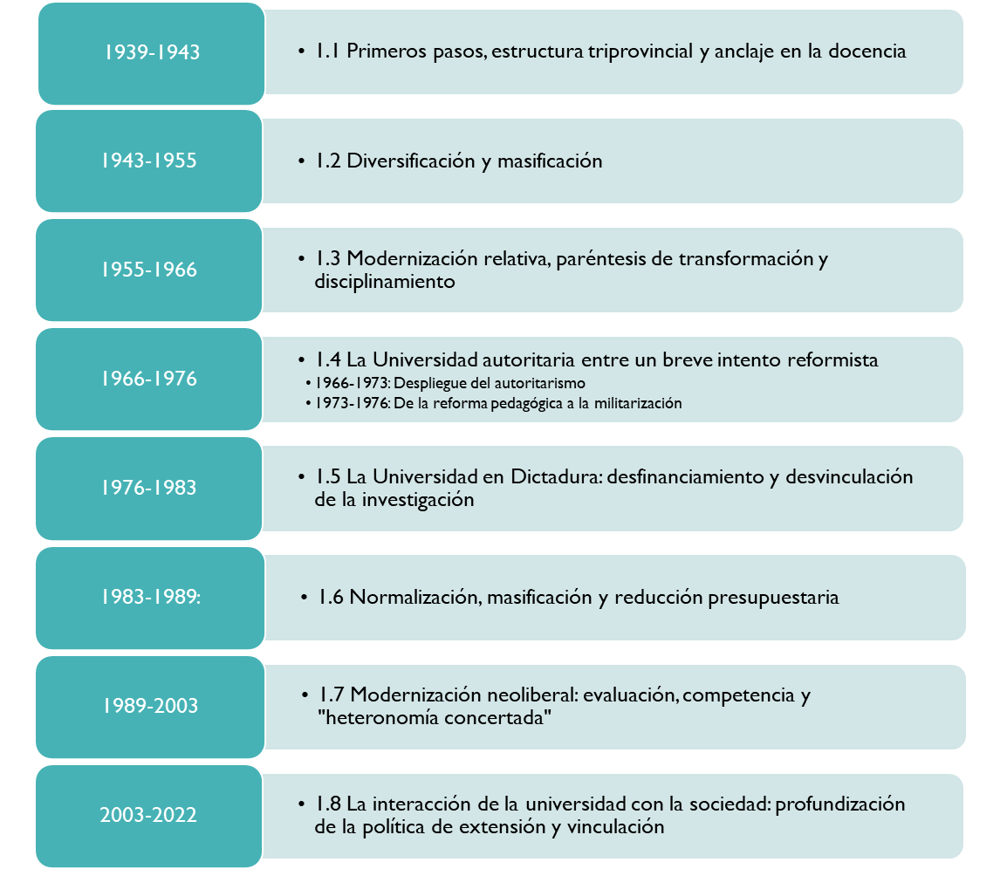 1939-1943
• 1.1 Primeros pasos, estructura triprovincial y anclaje en la docencia
1943-1955
• 1.2 Diversificación y masificación
1955-1966
• 1.3 Modernización relativa, paréntesis de transformación y
disciplinamiento
1966-1976
• 1.4 La Universidad autoritaria entre un breve intento reformista
• 1966-1973: Despliegue del autoritarismo
• 1973-1976: De la reforma pedagógica a la militarización
1976-1983
• 1.5 La Universidad en Dictadura: desfinanciamiento y desvinculación
de la investigación
1983-1989:
• 1.6 Normalización, masificación y reducción presupuestaria
1989-2003
• 1.7 Modernización neoliberal: evaluación, competencia y
"heteronomía concertada"
2003-2022
• 1.8 La interacción de la universidad con la sociedad: profundización
de la política de extensión y vinculación